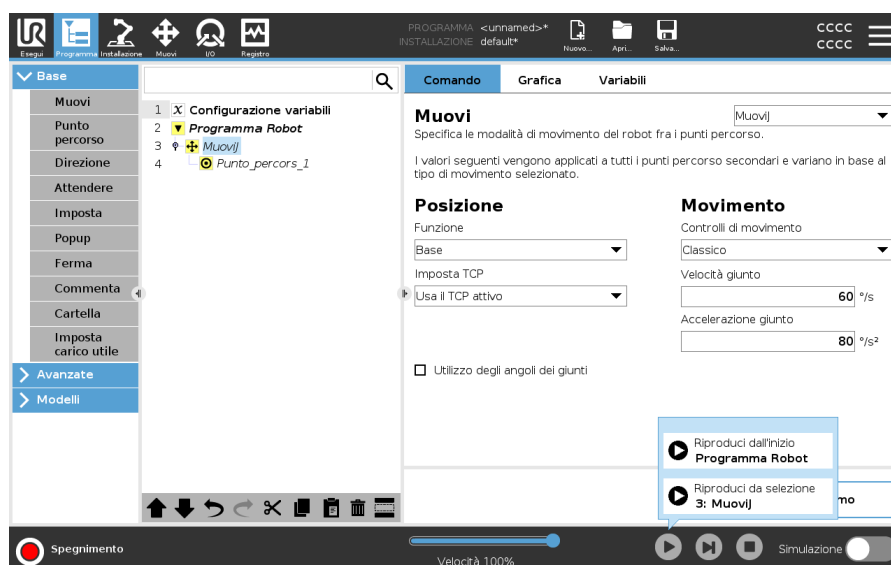 PROGRAMMA <unnamed>*
INSTALLAZIONE default*
UR
Esegui
Programma
Installazione
Muovi
I/O
Registro
Nuovo...
Apri...
Salva...
CCCC
CCCC
Base
Muovi
Punto
percorso
Direzione
Attendere
Imposta
Popup
Ferma
Commenta
Cartella
Imposta
carico utile
Avanzate
Modelli
1 X Configurazione variabili
2 Programma Robot
3 MuoviJ
4 Punto_percors_1
Comando
Grafica
Variabili
Muovi
MuoviJ
Specifica le modalità di movimento del robot fra i punti percorso.
I valori seguenti vengono applicati a tutti i punti percorso secondari e variano in base al
tipo di movimento selezionato.
Posizione
Funzione
Base
Imposta TCP
Usa il TCP attivo
Utilizzo degli angoli dei giunti
Movimento
Controlli di movimento
Classico
Velocità giunto
60 °/s
Accelerazione giunto
80 °/s²
Riproduci dall'inizio
Programma Robot
Riproduci da selezione
3: MuoviJ
mo
Spegnimento
Velocità 100%
Simulazione